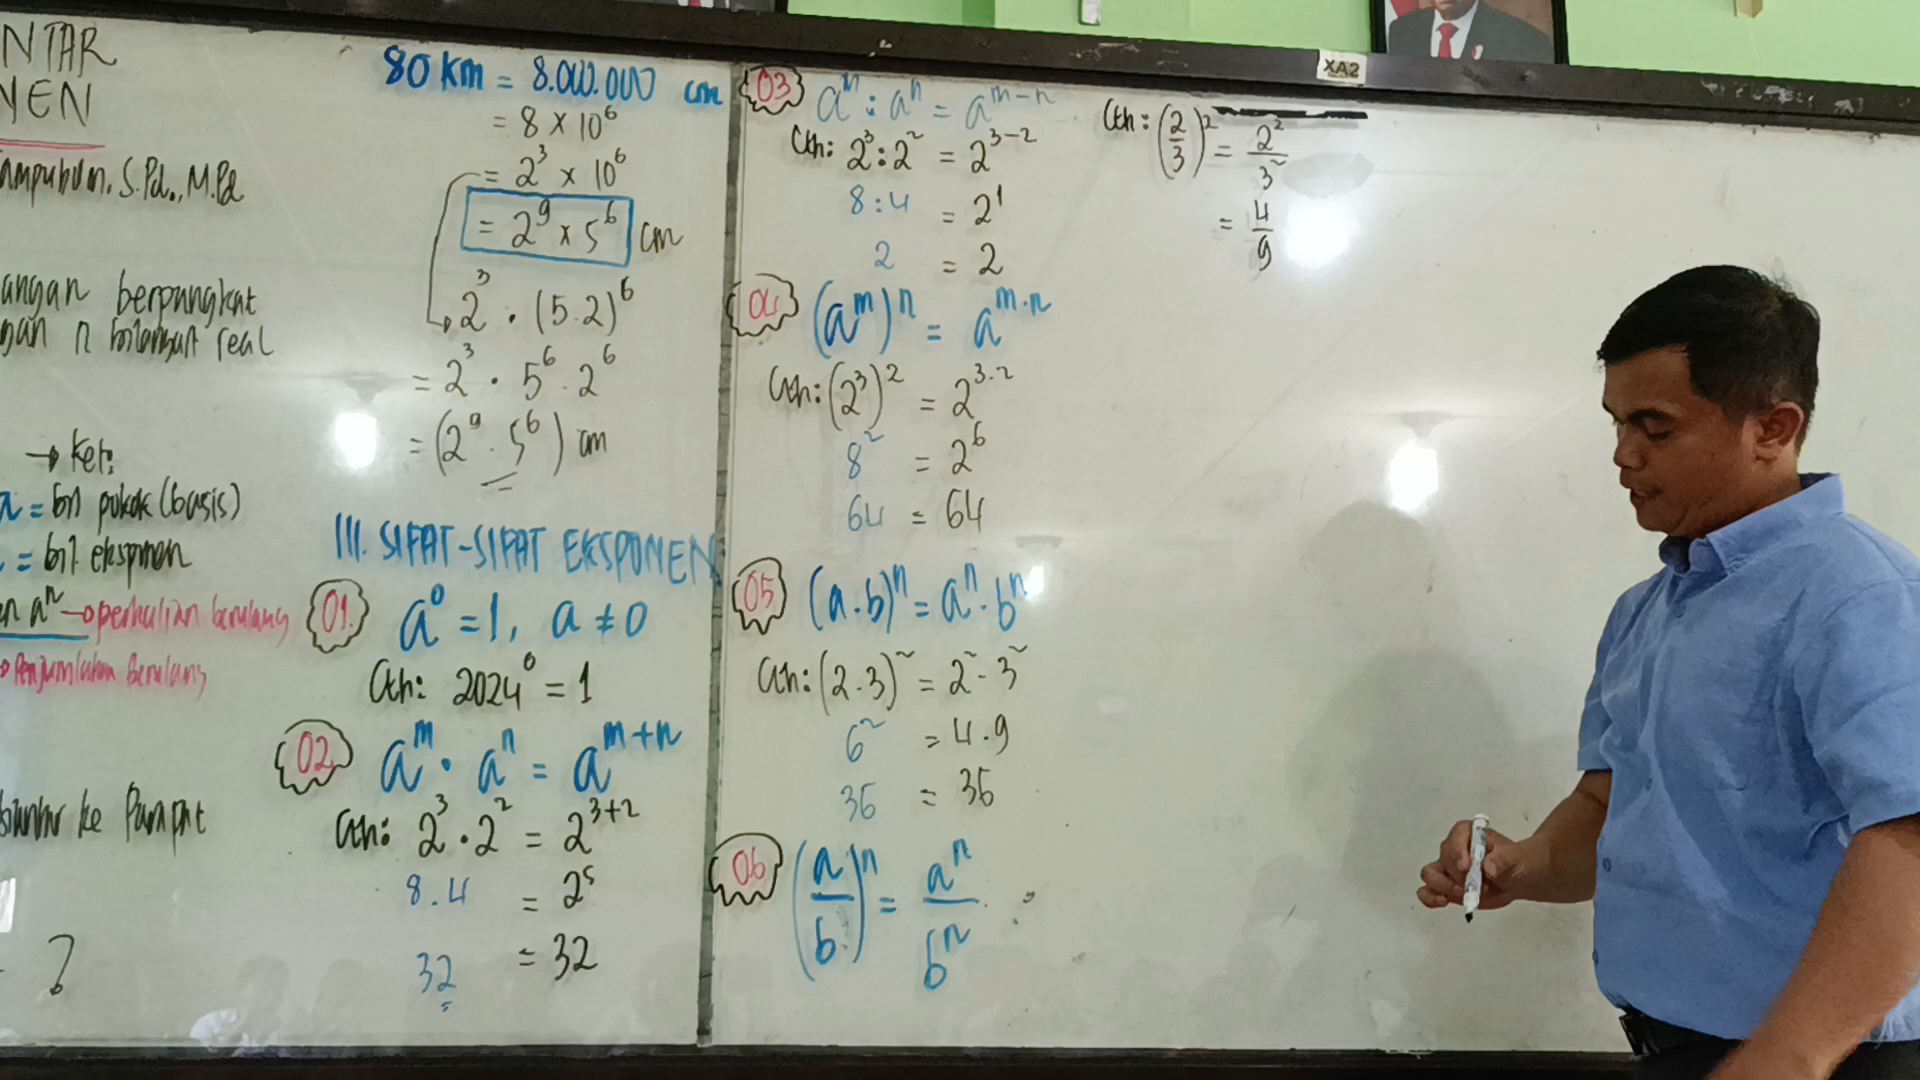 NTAR
NEN
S.Pd., M.Pd
angan berpangkat
gan n bilangan real
→ Ket:
a = bil pokok (basis)
= bil eksponen
aⁿ → perkalian berulang
Penjumlahan Berulang
ke Parapat
?
80 km = 8.000.000 cm
= 8 × 10⁶
= 2³ × 10⁶
= 2⁹ × 5⁶ cm
2³ · (5.2)⁶
= 2³ · 5⁶ . 2⁶
= (2⁹ · 5⁶) cm
III. SIFAT-SIFAT EKSPONEN
01. a⁰ = 1, a ≠ 0
Cth: 2024⁰ = 1
02 aᵐ · aⁿ = aᵐ⁺ⁿ
Cth: 2³ · 2² = 2³⁺²
8 . 4 = 2⁵
32 = 32
03 aᵐ : aⁿ = aᵐ⁻ⁿ
Cth: 2³ : 2² = 2³⁻²
8 : 4 = 2¹
2 = 2
04 (aᵐ)ⁿ = aᵐ·ⁿ
Cth: (2³)² = 2³·²
8² = 2⁶
64 = 64
05 (a.b)ⁿ = aⁿ · bⁿ
Cth: (2.3)² = 2² · 3²
6² = 4.9
36 = 36
06 (a/b)ⁿ = aⁿ/bⁿ
XA2
Cth: (2/3)² = 2²/3²
= 4/9